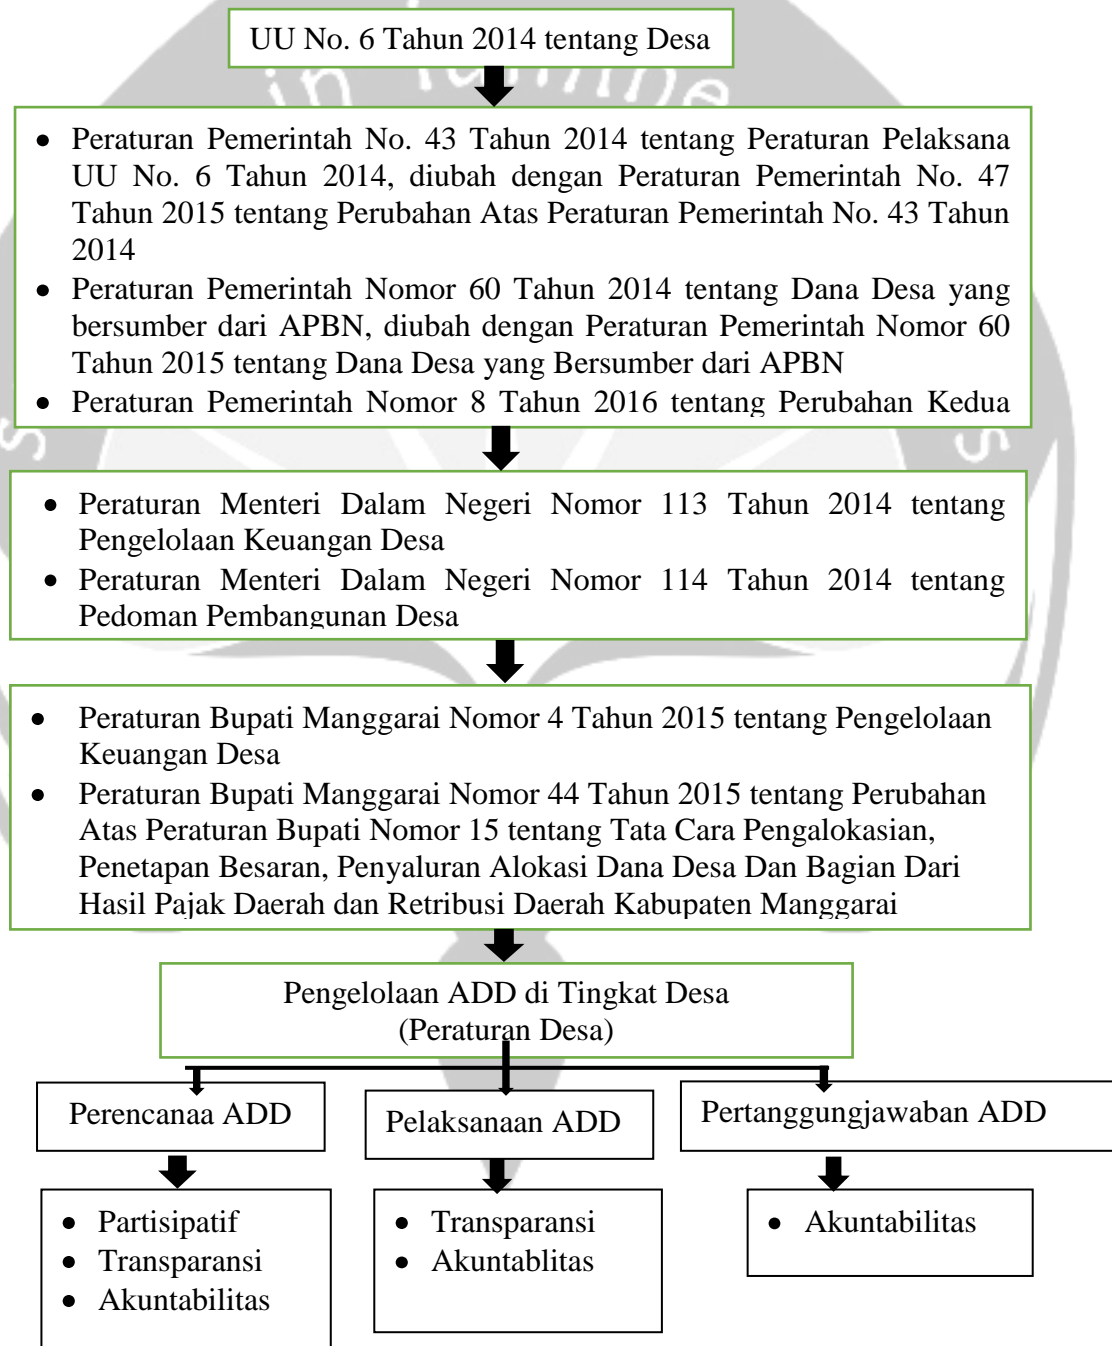 UU No. 6 Tahun 2014 tentang Desa
in lumine
• Peraturan Pemerintah No. 43 Tahun 2014 tentang Peraturan Pelaksana
UU No. 6 Tahun 2014, diubah dengan Peraturan Pemerintah No. 47
Tahun 2015 tentang Perubahan Atas Peraturan Pemerintah No. 43 Tahun
2014
• Peraturan Pemerintah Nomor 60 Tahun 2014 tentang Dana Desa yang
bersumber dari APBN, diubah dengan Peraturan Pemerintah Nomor 60
Tahun 2015 tentang Dana Desa yang Bersumber dari APBN
• Peraturan Pemerintah Nomor 8 Tahun 2016 tentang Perubahan Kedua
s
s
• Peraturan Menteri Dalam Negeri Nomor 113 Tahun 2014 tentang
Pengelolaan Keuangan Desa
• Peraturan Menteri Dalam Negeri Nomor 114 Tahun 2014 tentang
Pedoman Pembangunan Desa
• Peraturan Bupati Manggarai Nomor 4 Tahun 2015 tentang Pengelolaan
Keuangan Desa
• Peraturan Bupati Manggarai Nomor 44 Tahun 2015 tentang Perubahan
Atas Peraturan Bupati Nomor 15 tentang Tata Cara Pengalokasian,
Penetapan Besaran, Penyaluran Alokasi Dana Desa Dan Bagian Dari
Hasil Pajak Daerah dan Retribusi Daerah Kabupaten Manggarai
Pengelolaan ADD di Tingkat Desa
(Peraturan Desa)
Perencanaa ADD
Pelaksanaan ADD
Pertanggungjawaban ADD
• Partisipatif
• Transparansi
• Akuntabilitas
• Transparansi
• Akuntablitas
• Akuntabilitas